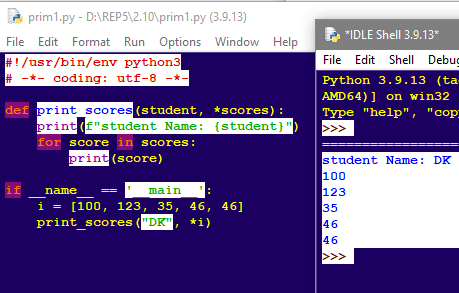 prim1.py - D:\REP5\2.10\prim1.py (3.9.13)
File Edit Format Run Options Window Help
#!/usr/bin/env python3
# -*- coding: utf-8 -*-
def print_scores(student, *scores):
print(f"student Name: {student}")
for score in scores:
print(score)
if __name__ == '__main__':
i = [100, 123, 35, 46, 46]
print_scores("DK", *i)
*IDLE Shell 3.9.13*
File Edit Shell Debu
Python 3.9.13 (ta
AMD64)] on win32
Type "help", "cop
>>>
=====================
student Name: DK
100
123
35
46
46
>>>